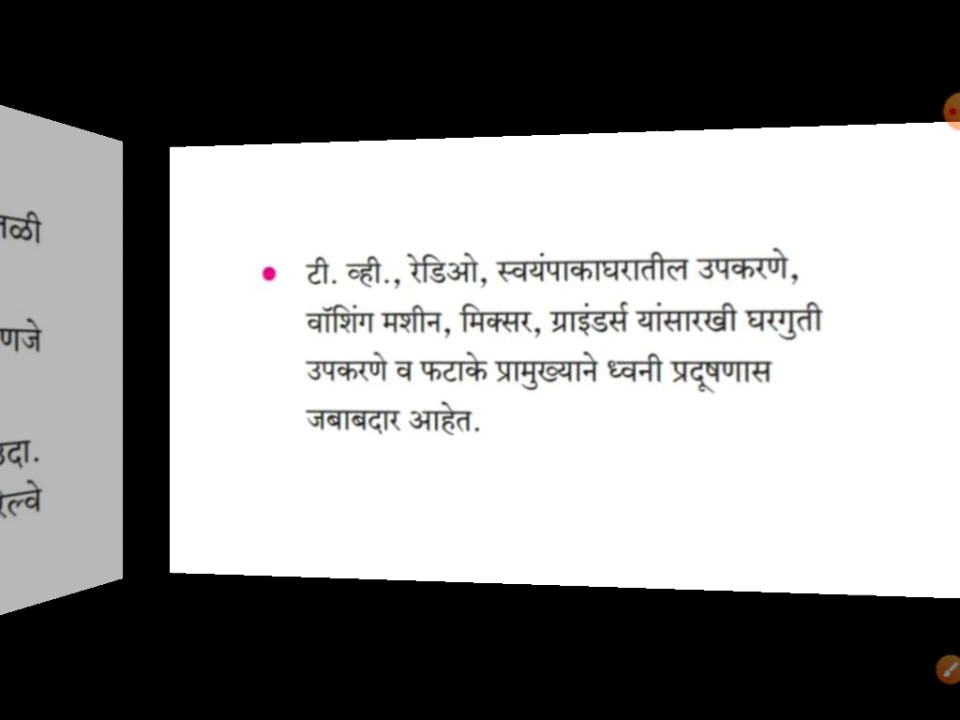 टी. व्ही., रेडिओ, स्वयंपाकाघरातील उपकरणे,
वॉशिंग मशीन, मिक्सर, ग्राइंडर्स यांसारखी घरगुती
उपकरणे व फटाके प्रामुख्याने ध्वनी प्रदूषणास
जबाबदार आहेत.